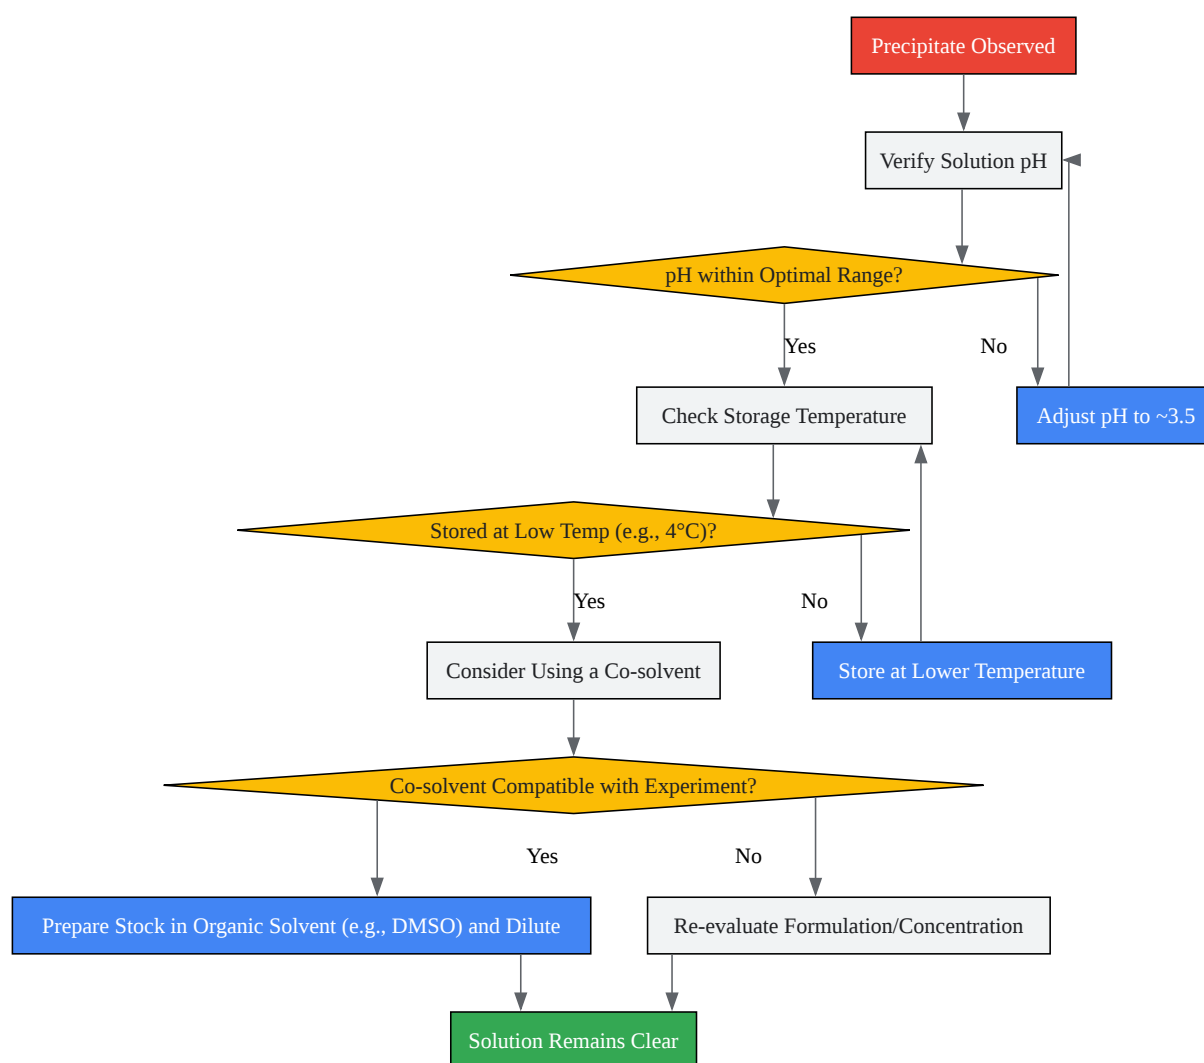 Precipitate Observed
Verify Solution pH
pH within Optimal Range?
Yes
No
Check Storage Temperature
Adjust pH to ~3.5
Stored at Low Temp (e.g., 4°C)?
Yes
No
Consider Using a Co-solvent
Store at Lower Temperature
Co-solvent Compatible with Experiment?
Yes
No
Prepare Stock in Organic Solvent (e.g., DMSO) and Dilute
Re-evaluate Formulation/Concentration
Solution Remains Clear